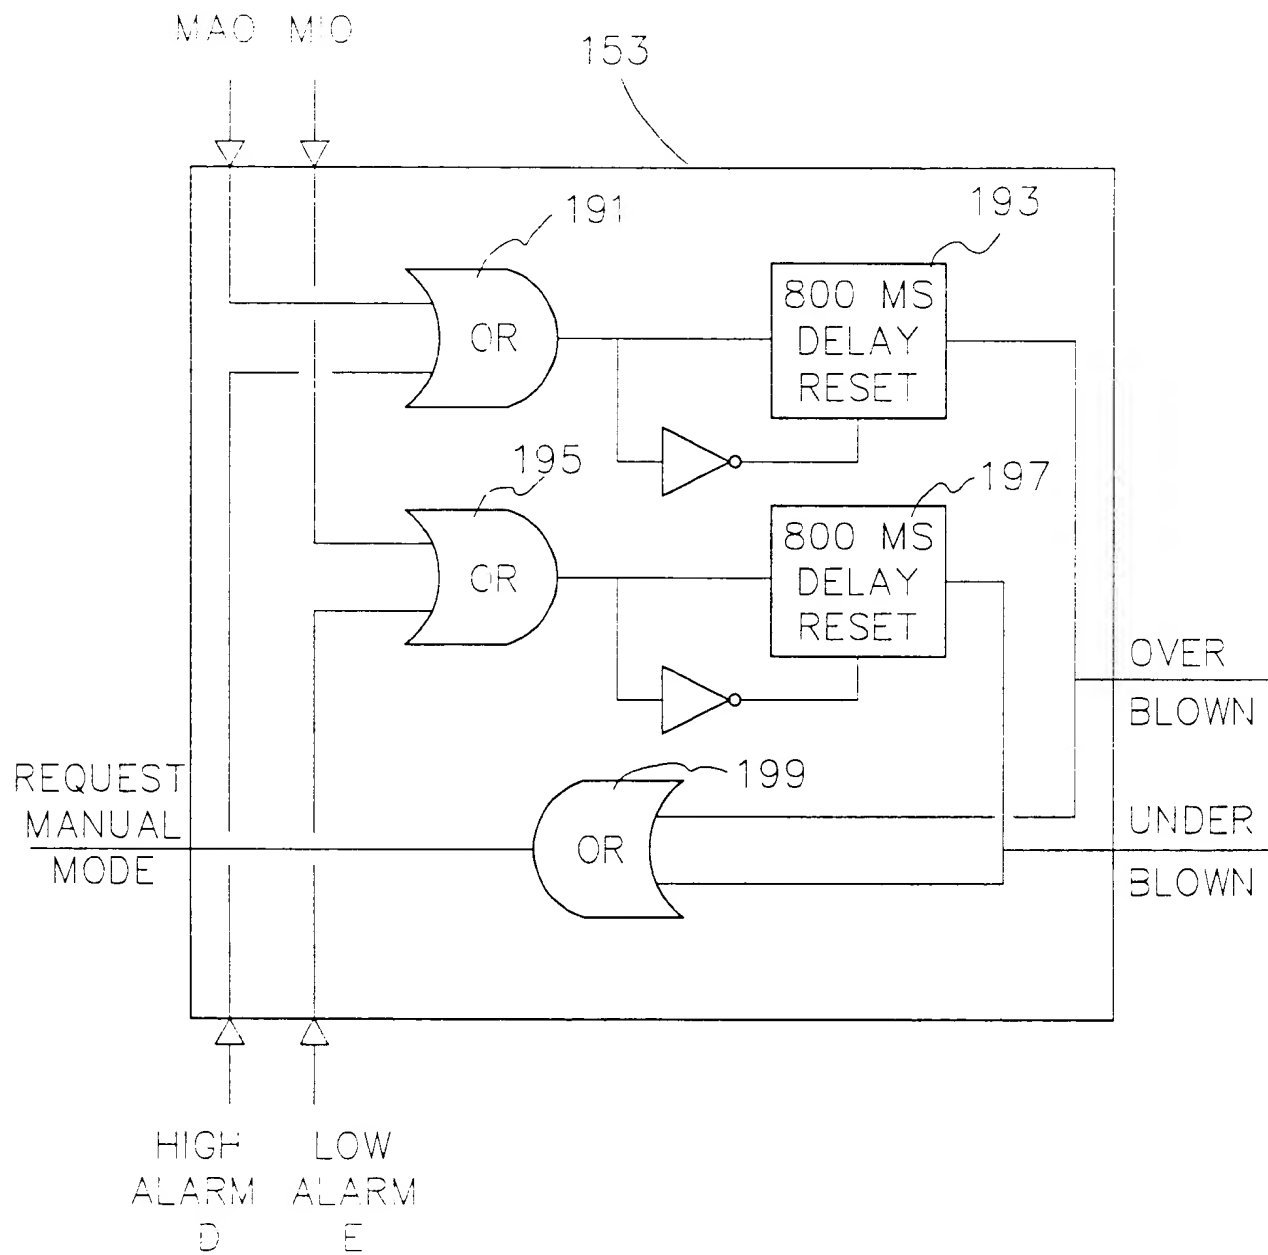 MAO MIO
153
191
193
OR
800 MS
DELAY
RESET
195
197
OR
800 MS
DELAY
RESET
OVER
BLOWN
199
REQUEST
MANUAL
MODE
OR
UNDER
BLOWN
HIGH
ALARM
D
LOW
ALARM
E